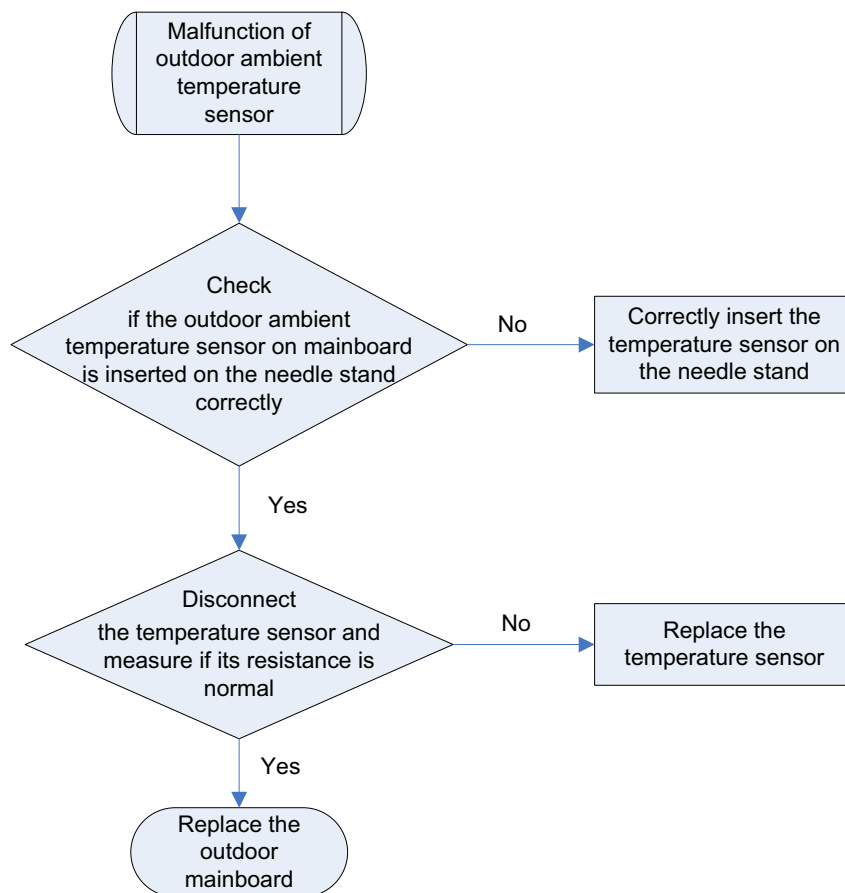 Malfunction of
outdoor ambient
temperature
sensor
Check
if the outdoor ambient
temperature sensor on mainboard
is inserted on the needle stand
correctly
No
Correctly insert the
temperature sensor on
the needle stand
Yes
Disconnect
the temperature sensor and
measure if its resistance is
normal
No
Replace the
temperature sensor
Yes
Replace the
outdoor
mainboard